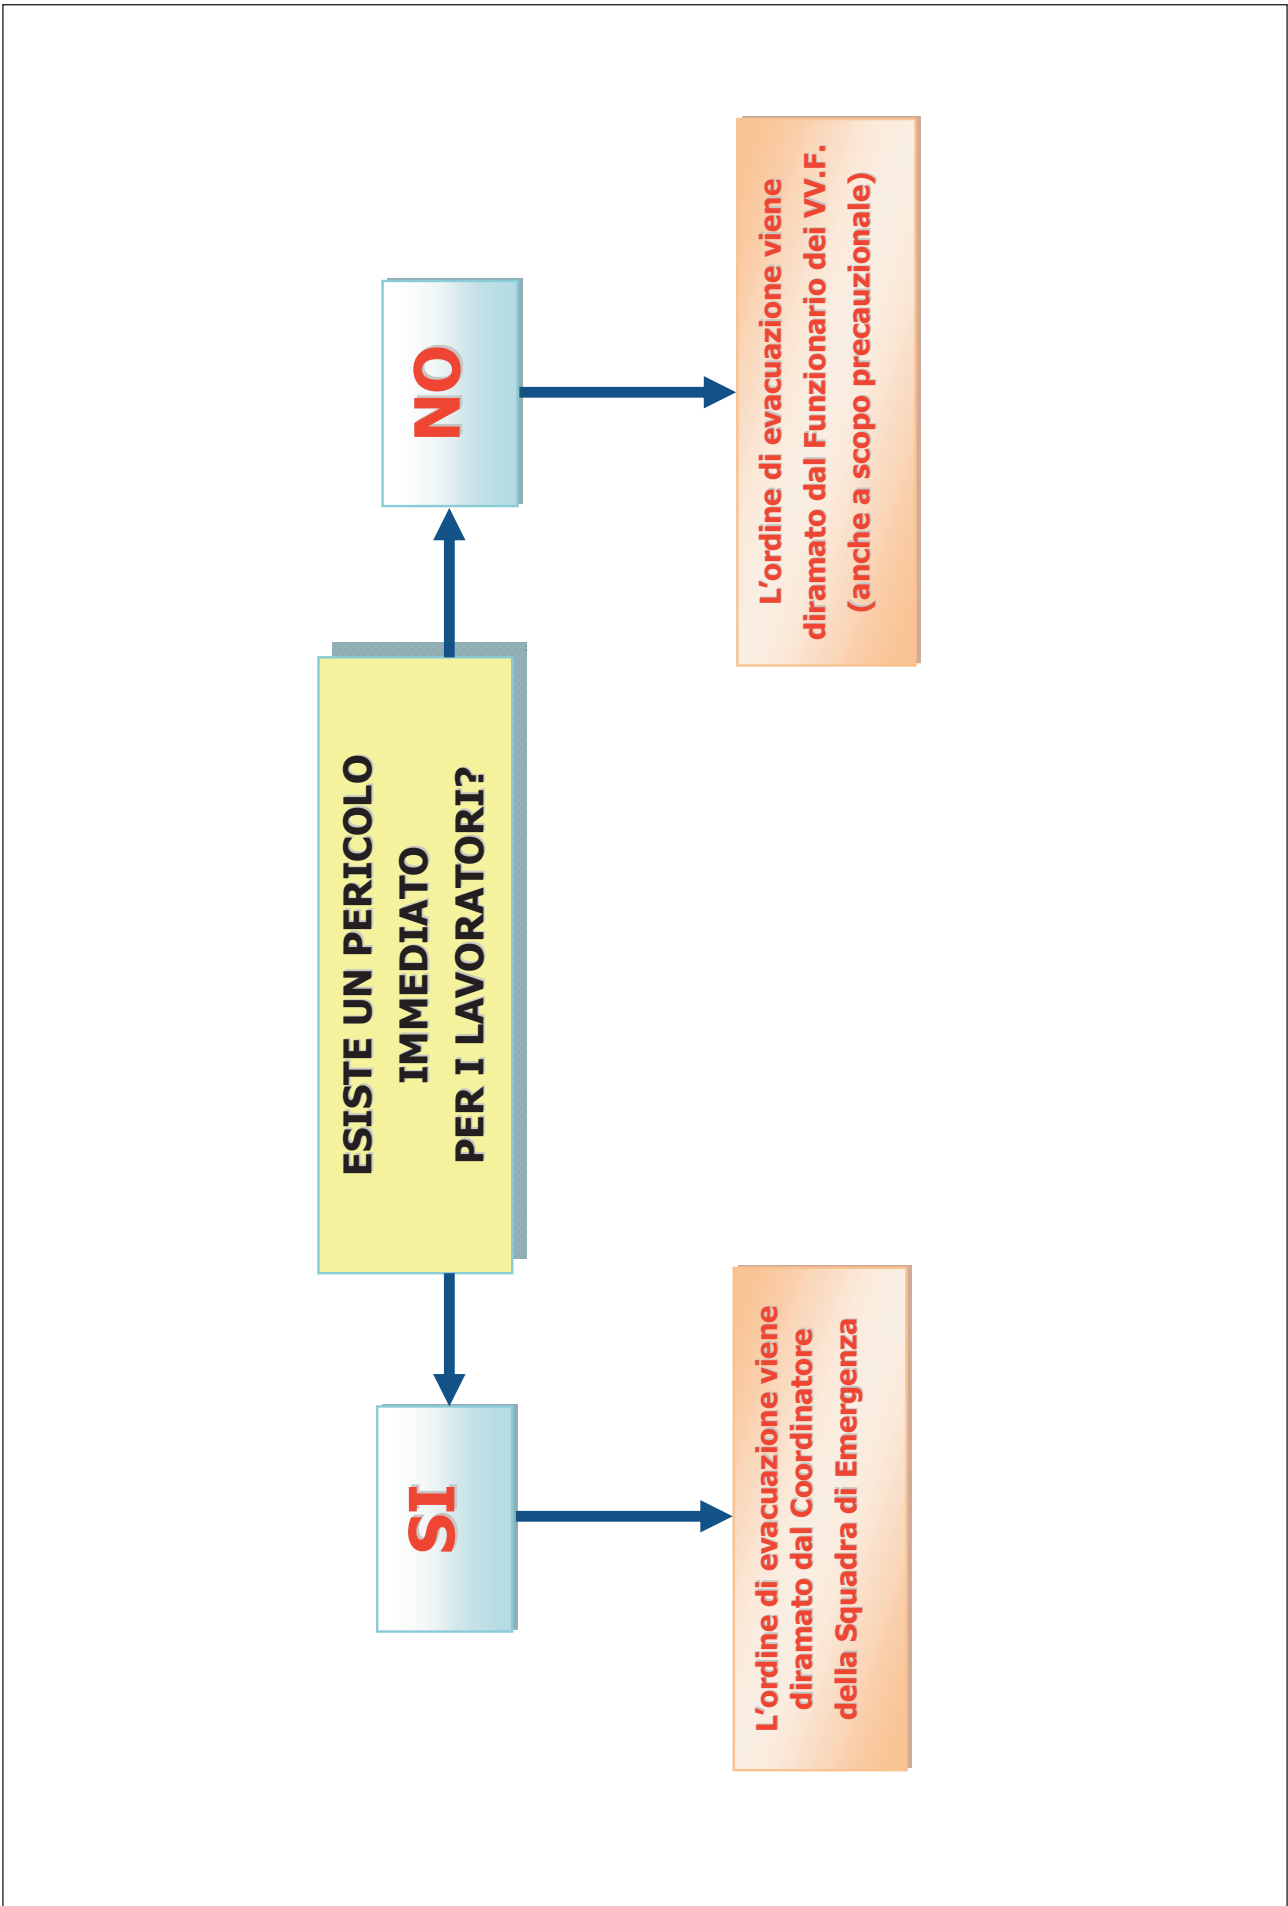 ESISTE UN PERICOLO
IMMEDIATO
PER I LAVORATORI?
SI
NO
L’ordine di evacuazione viene
diramato dal Coordinatore
della Squadra di Emergenza
L’ordine di evacuazione viene
diramato dal Funzionario dei VV.F.
(anche a scopo precauzionale)